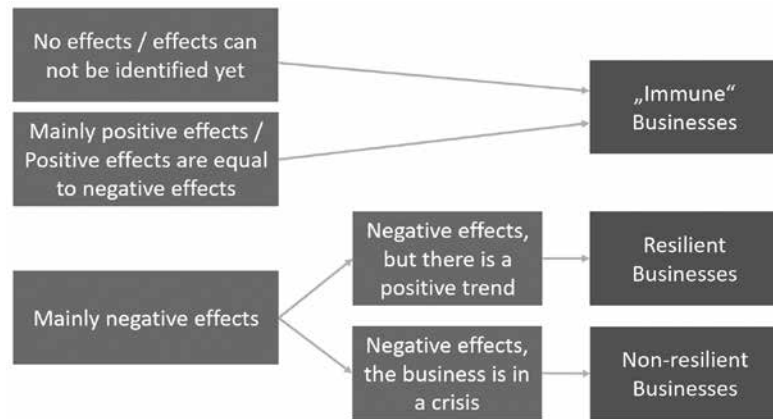 No effects / effects can
not be identified yet
„Immune“
Businesses
Mainly positive effects /
Positive effects are equal
to negative effects
Negative effects,
but there is a
positive trend
Resilient
Businesses
Mainly negative effects
Negative effects,
the business is in
a crisis
Non-resilient
Businesses